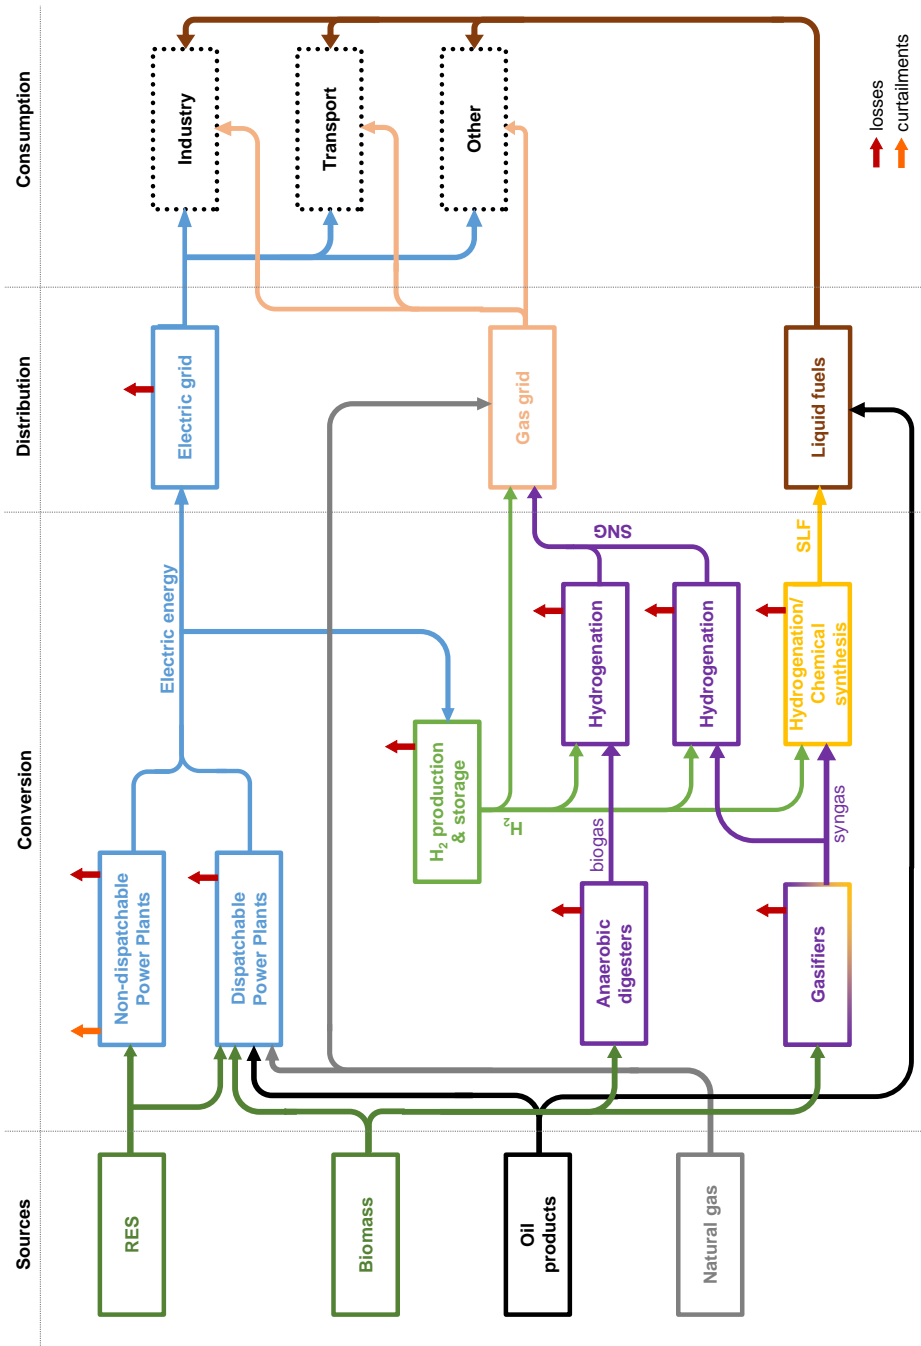 Sources
Conversion
Distribution
Consumption
RES
Biomass
Oil
products
Natural gas
Non-dispatchable
Power Plants
Dispatchable
Power Plants
Electric energy
H₂ production
& storage
H₂
Anaerobic
digesters
biogas
Gasifiers
syngas
Hydrogenation
Hydrogenation
SNG
Hydrogenation/
Chemical
synthesis
SLF
Electric grid
Gas grid
Liquid fuels
Industry
Transport
Other
losses
curtailments